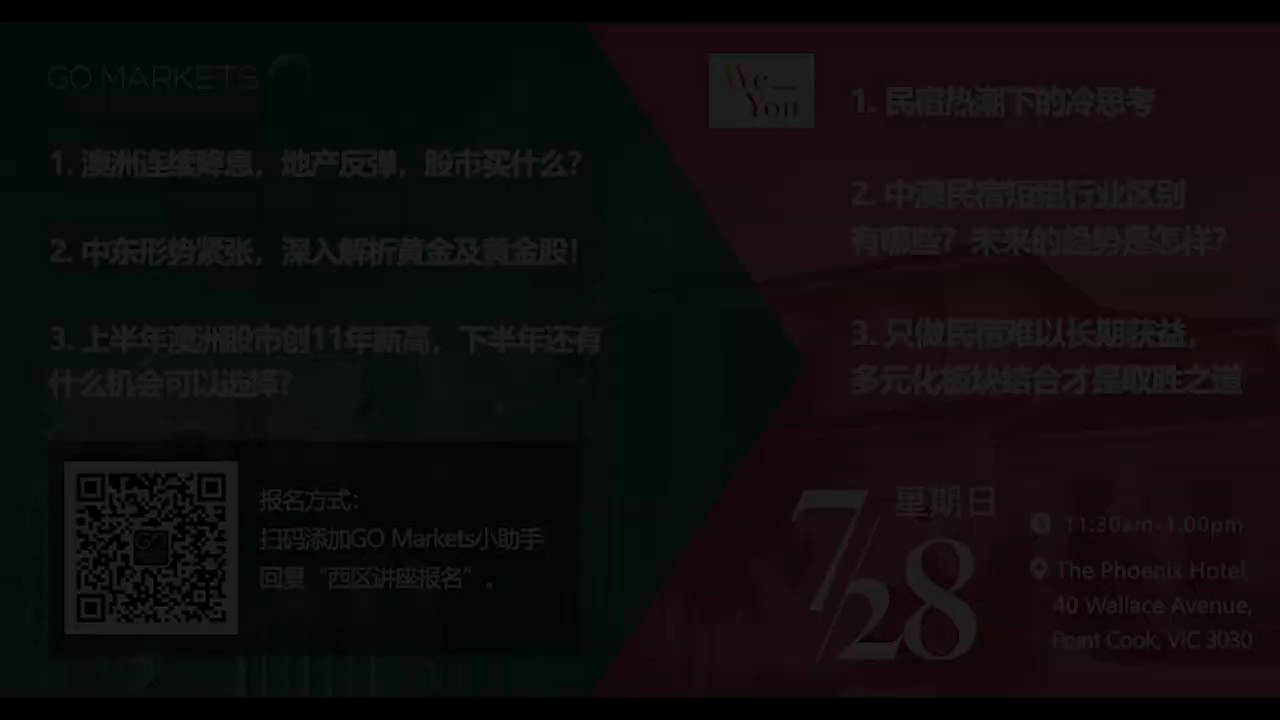 GO MARKETS
1. 澳洲连续降息，地产反弹，股市买什么？
2. 中东形势紧张，深入解析黄金及黄金股！
3. 上半年澳洲股市创11年新高，下半年还有
什么机会可以选择？
报名方式：
扫码添加GO Markets小助手
回复“西区讲座报名”.
We_
You
1. 民宿热潮下的冷思考
2. 中澳民宿短租行业区别
有哪些？未来的趋势是怎样？
3. 只做民宿难以长期获益，
多元化板块结合才是取胜之道
7/28
星期日
11:30am-1.00pm
The Phoenix Hotel,
40 Wallace Avenue,
Point Cook, VIC 3030